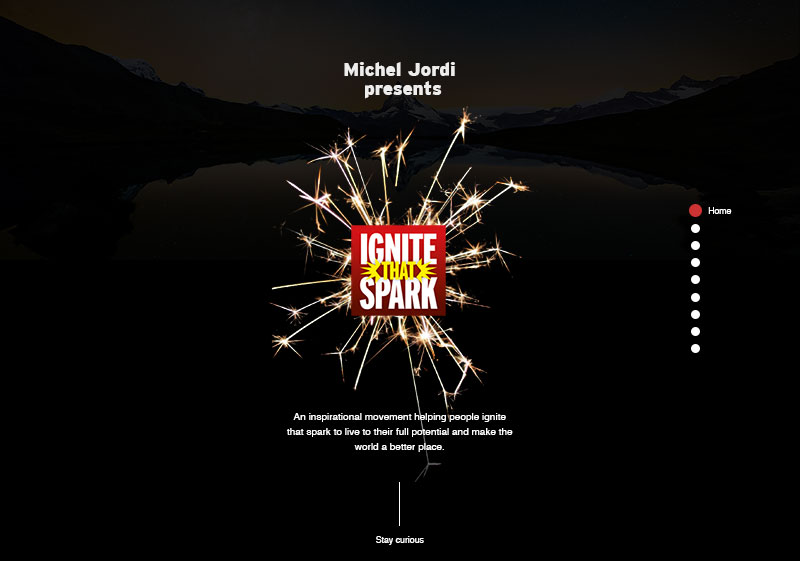 Michel Jordi
presents
Home
IGNITE
THAT
SPARK
An inspirational movement helping people ignite
that spark to live to their full potential and make the
world a better place.
Stay curious